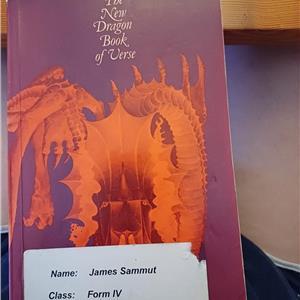 The
New
Dragon
Book
of Verse
Name: James Sammut
Class: Form IV